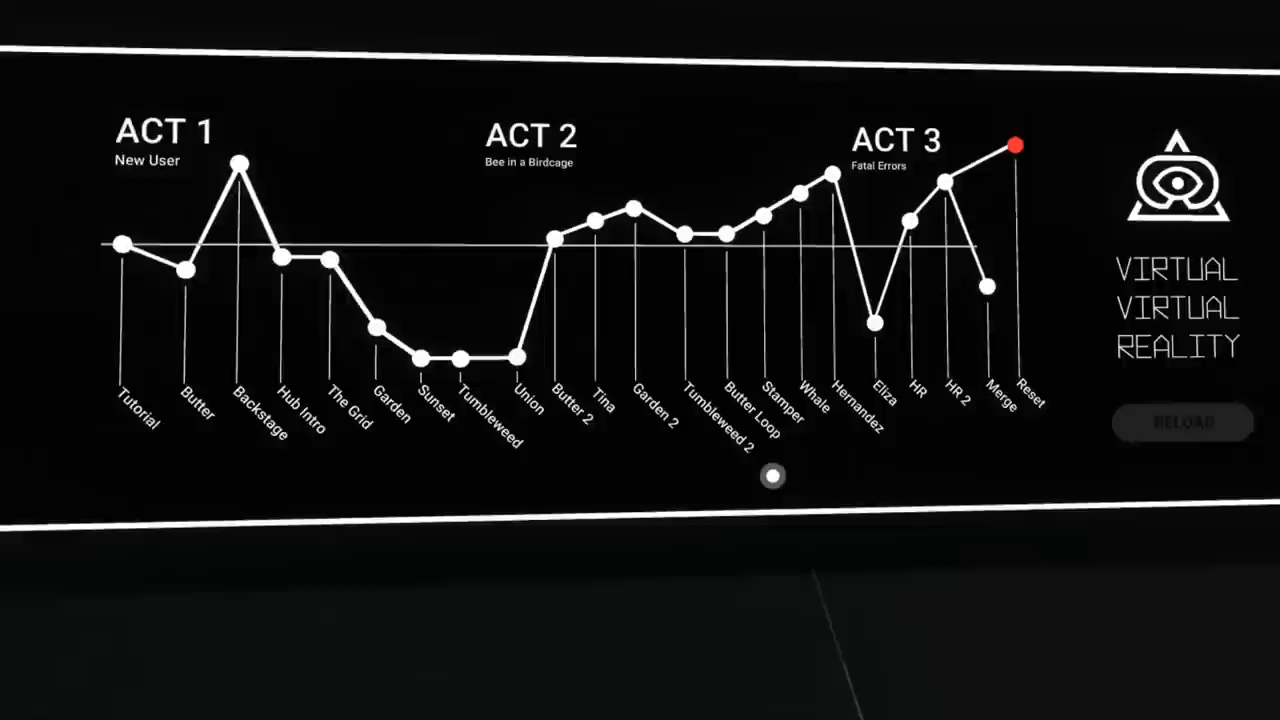 ACT 1
New User
ACT 2
Bee in a Birdcage
ACT 3
Fatal Errors
Tutorial
Butter
Backstage
Hub Intro
The Grid
Garden
Sunset
Tumbleweed
Union
Butter 2
Tina
Garden 2
Tumbleweed 2
Butter Loop
Stamper
Whale
Hernandez
Eliza
HR
HR 2
Merge
Reset
VIRTUAL
VIRTUAL
REALITY
RELOAD